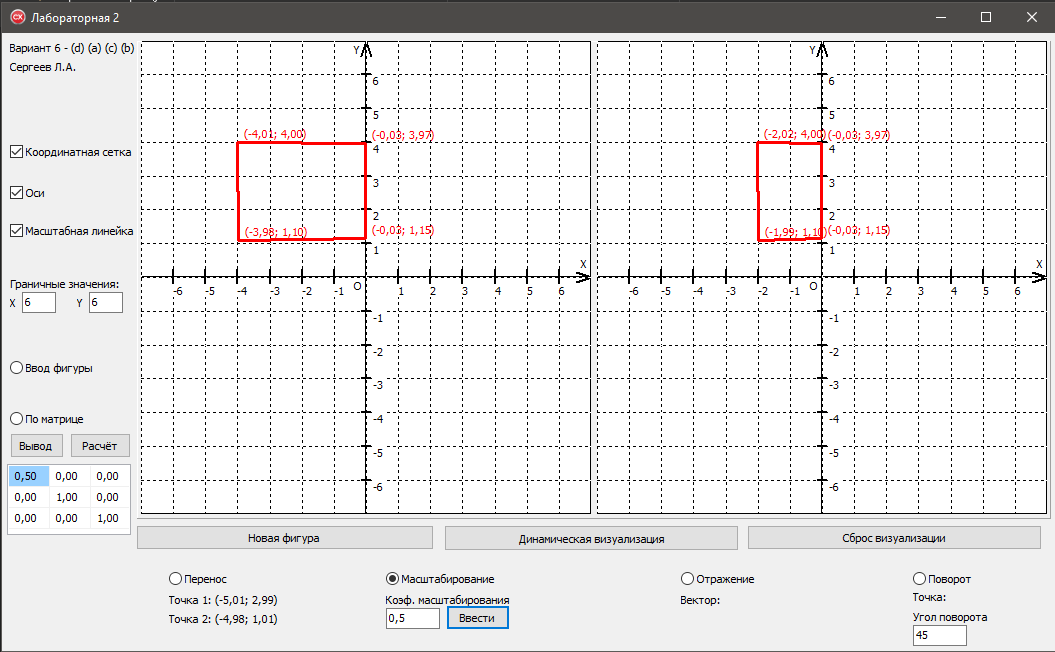 Лабораторная 2
Вариант 6 - (d) (a) (c) (b)
Сергеев Л.А.
Координатная сетка
Оси
Масштабная линейка
Граничные значения:
X 6 Y 6
Ввод фигуры
По матрице
Вывод Расчёт
0,50 0,00 0,00
0,00 1,00 0,00
0,00 0,00 1,00
Y
6
5
(-4,01; 4,00) (-0,03; 3,97)
4
3
2
(-3,98; 1,10) (-0,03; 1,15)
1
X
-6 -5 -4 -3 -2 -1 O 1 2 3 4 5 6
-1
-2
-3
-4
-5
-6
Y
6
5
(-2,02; 4,00) (-0,03; 3,97)
4
3
2
(-1,99; 1,10) (-0,03; 1,15)
1
X
-6 -5 -4 -3 -2 -1 O 1 2 3 4 5 6
-1
-2
-3
-4
-5
-6
Новая фигура Динамическая визуализация Сброс визуализации
Перенос
Точка 1: (-5,01; 2,99)
Точка 2: (-4,98; 1,01)
Масштабирование
Коэф. масштабирования
0,5 Ввести
Отражение
Вектор:
Поворот
Точка:
Угол поворота
45